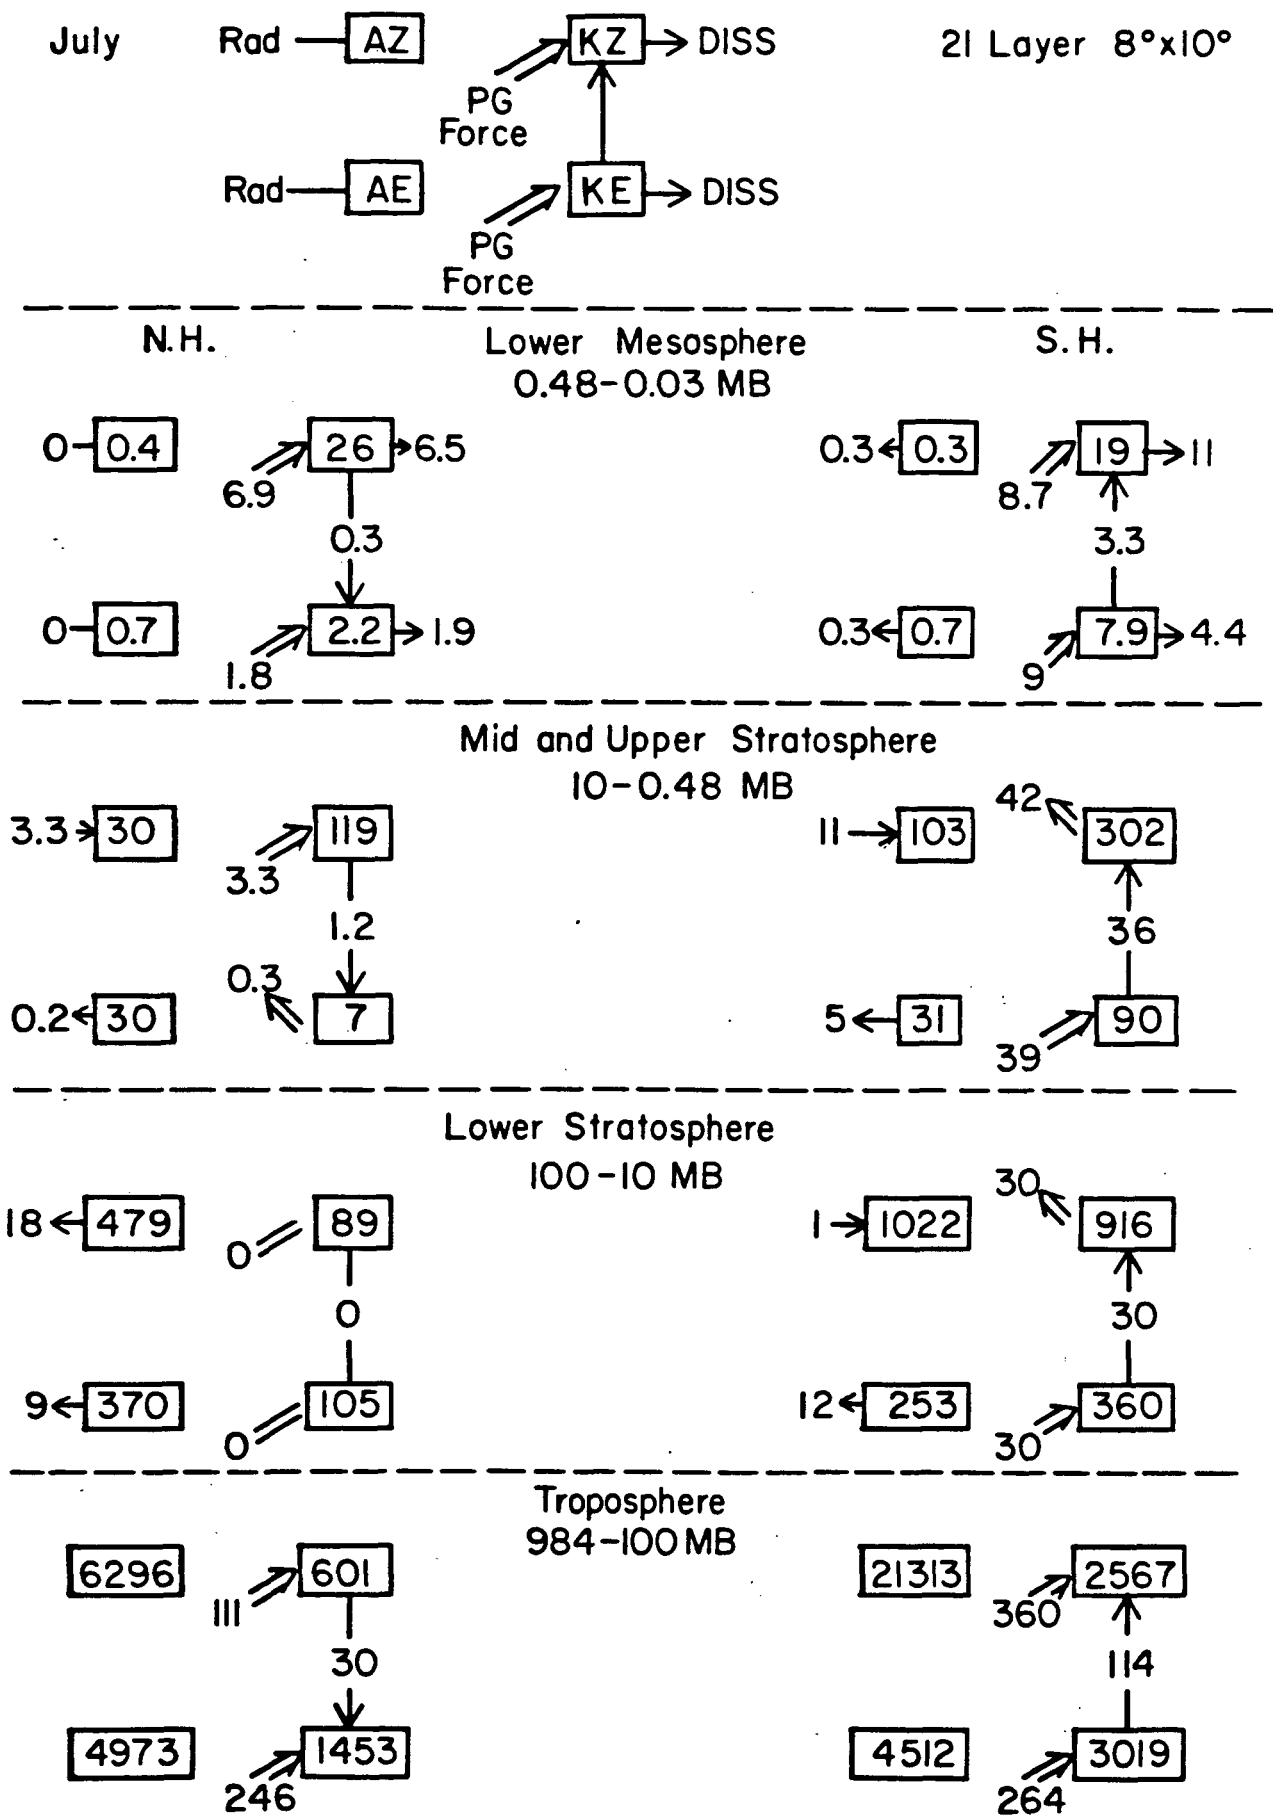 July Rad AZ KZ DISS 21 Layer 8°x10°
PG
Force
Rad AE KE DISS
PG
Force
N.H. Lower Mesosphere S.H.
0.48-0.03 MB
0 0.4 26 6.5 0.3 0.3 19 11
6.9 8.7
0.3 3.3
0 0.7 2.2 1.9 0.3 0.7 7.9 4.4
1.8 9
Mid and Upper Stratosphere
10-0.48 MB
42
3.3 30 119 11 103 302
3.3
1.2 36
0.3
0.2 30 7 5 31 90
39
Lower Stratosphere
100-10 MB
30
18 479 89 1 1022 916
0
0 30
9 370 105 12 253 360
0 30
Troposphere
984-100 MB
6296 601 21313 2567
111 360
30 114
4973 1453 4512 3019
246 264